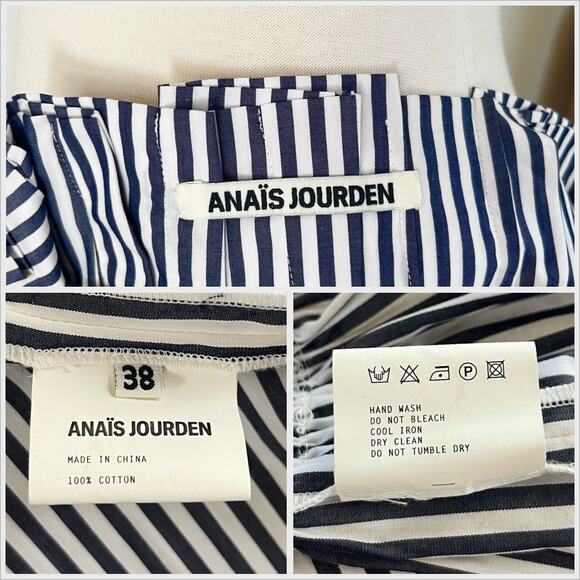 ANAÏS JOURDEN
38
ANAÏS JOURDEN
MADE IN CHINA
100% COTTON
P
HAND WASH
DO NOT BLEACH
COOL IRON
DRY CLEAN
DO NOT TUMBLE DRY